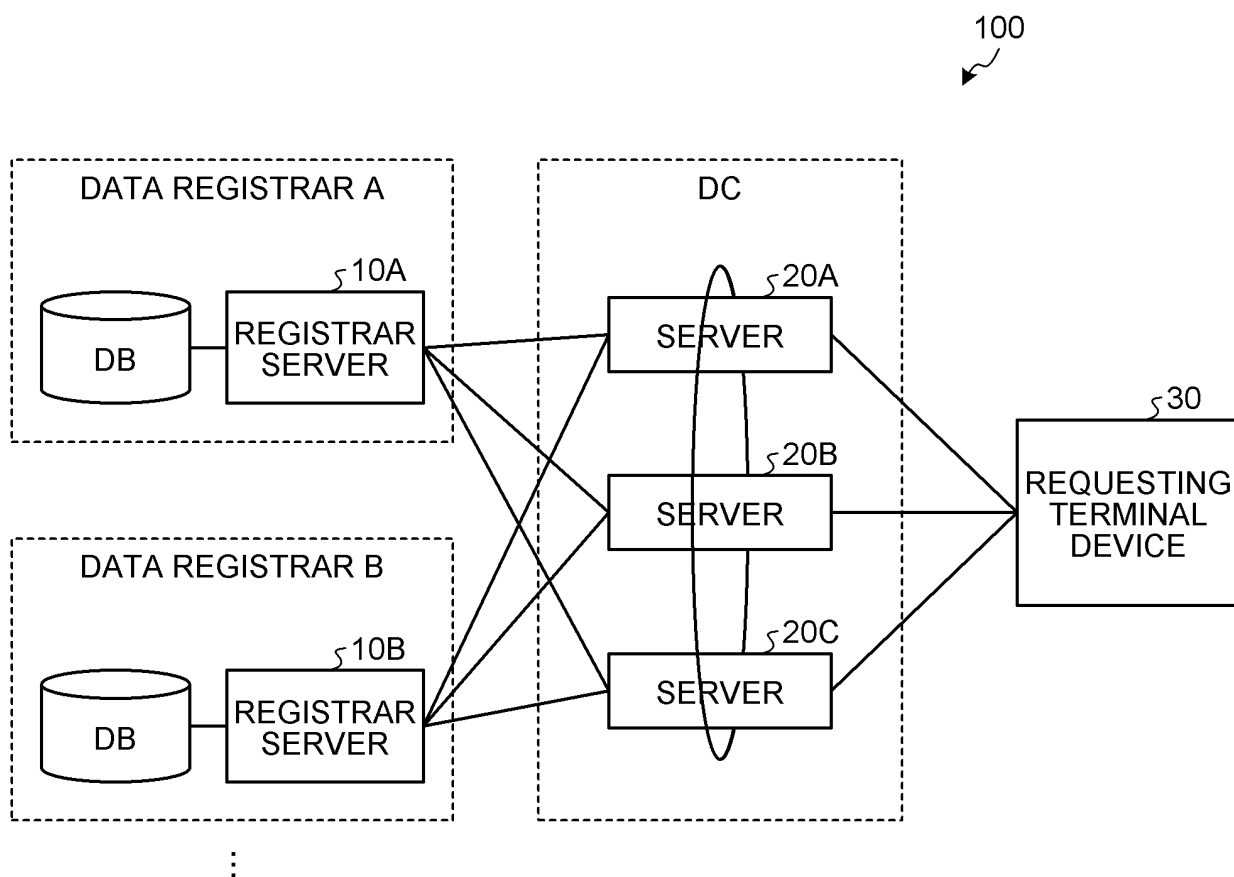 100
DATA REGISTRAR A
DC
10A
20A
DB
REGISTRAR
SERVER
SERVER
30
20B
SERVER
REQUESTING
TERMINAL
DEVICE
DATA REGISTRAR B
10B
20C
DB
REGISTRAR
SERVER
SERVER
⋮